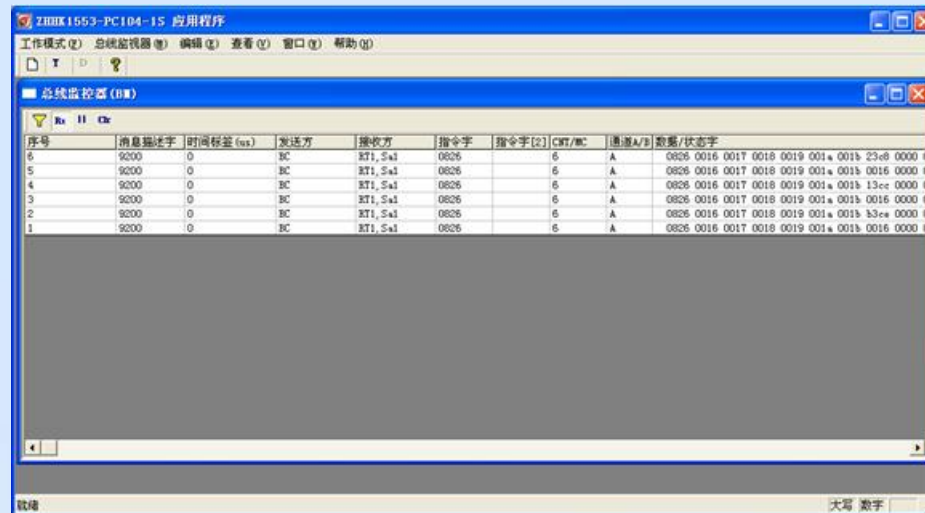 ZHHK1553-PC104-1S 应用程序
工作模式(Z) 总线监视器(M) 编辑(E) 查看(V) 窗口(W) 帮助(H)
T D ?
总线监控器(BM)
Rx II Clr
序号 消息描述字 时间标签(us) 发送方 接收方 指令字 指令字[2] CNT/MC 通道A/B 数据/状态字
6 9200 0 BC RT1,Sa1 0826 6 A 0826 0016 0017 0018 0019 001a 001b 23c8 0000
5 9200 0 BC RT1,Sa1 0826 6 A 0826 0016 0017 0018 0019 001a 001b 0016 0000
4 9200 0 BC RT1,Sa1 0826 6 A 0826 0016 0017 0018 0019 001a 001b 13cc 0000
3 9200 0 BC RT1,Sa1 0826 6 A 0826 0016 0017 0018 0019 001a 001b 0016 0000
2 9200 0 BC RT1,Sa1 0826 6 A 0826 0016 0017 0018 0019 001a 001b b3ce 0000
1 9200 0 BC RT1,Sa1 0826 6 A 0826 0016 0017 0018 0019 001a 001b 0016 0000
就绪 大写 数字